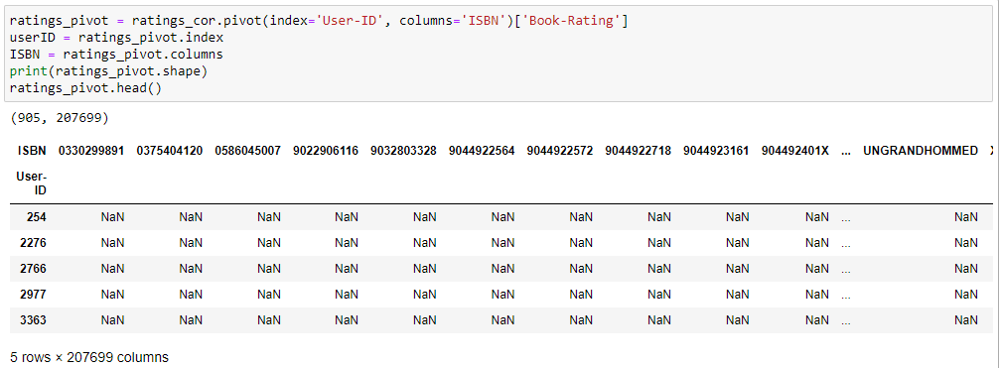 ratings_pivot = ratings_cor.pivot(index='User-ID', columns='ISBN')['Book-Rating']
userID = ratings_pivot.index
ISBN = ratings_pivot.columns
print(ratings_pivot.shape)
ratings_pivot.head()
(905, 207699)
ISBN 0330299891 0375404120 0586045007 9022906116 9032803328 9044922564 9044922572 9044922718 9044923161 904492401X ... UNGRANDHOMMED
User-
ID
254 NaN NaN NaN NaN NaN NaN NaN NaN NaN NaN ... NaN
2276 NaN NaN NaN NaN NaN NaN NaN NaN NaN NaN ... NaN
2766 NaN NaN NaN NaN NaN NaN NaN NaN NaN NaN ... NaN
2977 NaN NaN NaN NaN NaN NaN NaN NaN NaN NaN ... NaN
3363 NaN NaN NaN NaN NaN NaN NaN NaN NaN NaN ... NaN
5 rows × 207699 columns